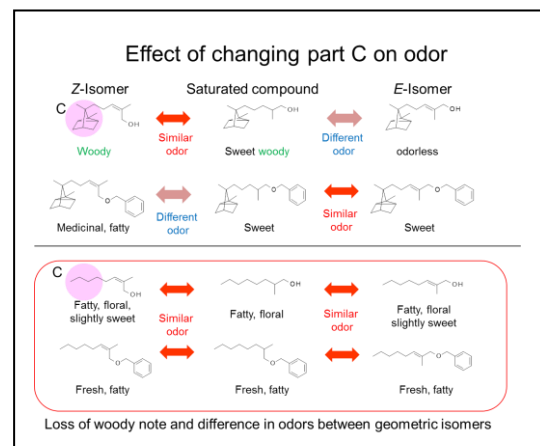 Effect of changing part C on odor
Z-Isomer Saturated compound E-Isomer
C
OH OH OH
Woody Similar odor Sweet woody Different odor odorless
O O O
Medicinal, fatty Different odor Sweet Similar odor Sweet
C
OH OH OH
Fatty, floral, slightly sweet Similar odor Fatty, floral Similar odor Fatty, floral slightly sweet
O O O
Fresh, fatty Fresh, fatty Fresh, fatty
Loss of woody note and difference in odors between geometric isomers